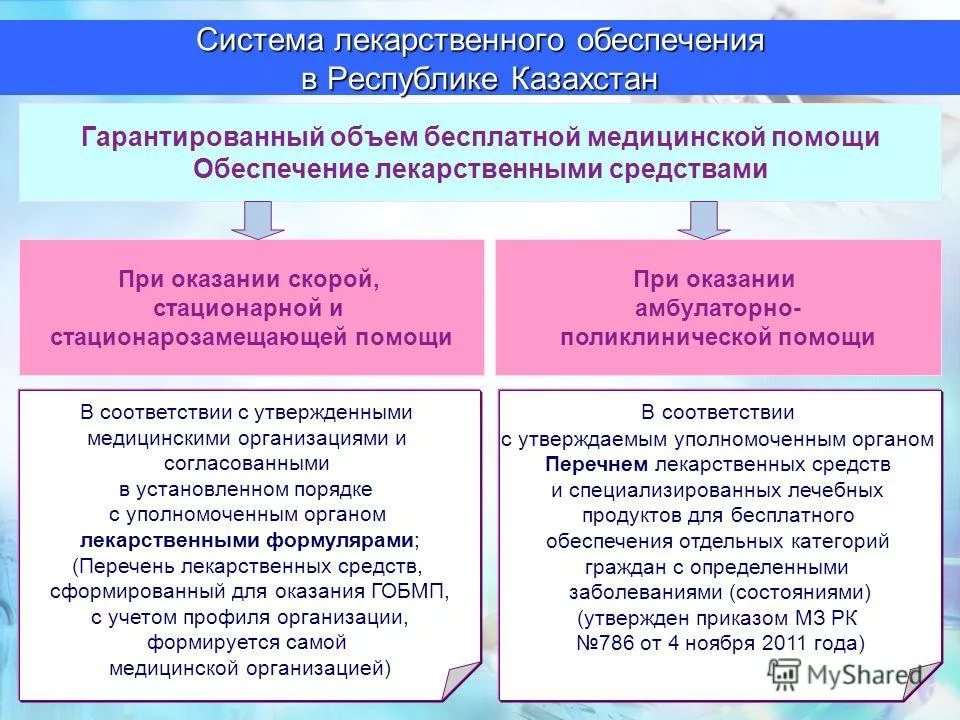 Система лекарственного обеспечения
в Республике Казахстан
Гарантированный объем бесплатной медицинской помощи
Обеспечение лекарственными средствами
При оказании скорой,
стационарной и
стационарозамещающей помощи
При оказании
амбулаторно-
поликлинической помощи
В соответствии с утвержденными
медицинскими организациями и
согласованными
в установленном порядке
с уполномоченным органом
лекарственными формулярами;
(Перечень лекарственных средств,
сформированный для оказания ГОБМП,
с учетом профиля организации,
формируется самой
медицинской организацией)
В соответствии
с утверждаемым уполномоченным органом
Перечнем лекарственных средств
и специализированных лечебных
продуктов для бесплатного
обеспечения отдельных категорий
граждан с определенными
заболеваниями (состояниями)
(утвержден приказом МЗ РК
№786 от 4 ноября 2011 года)
MyShared